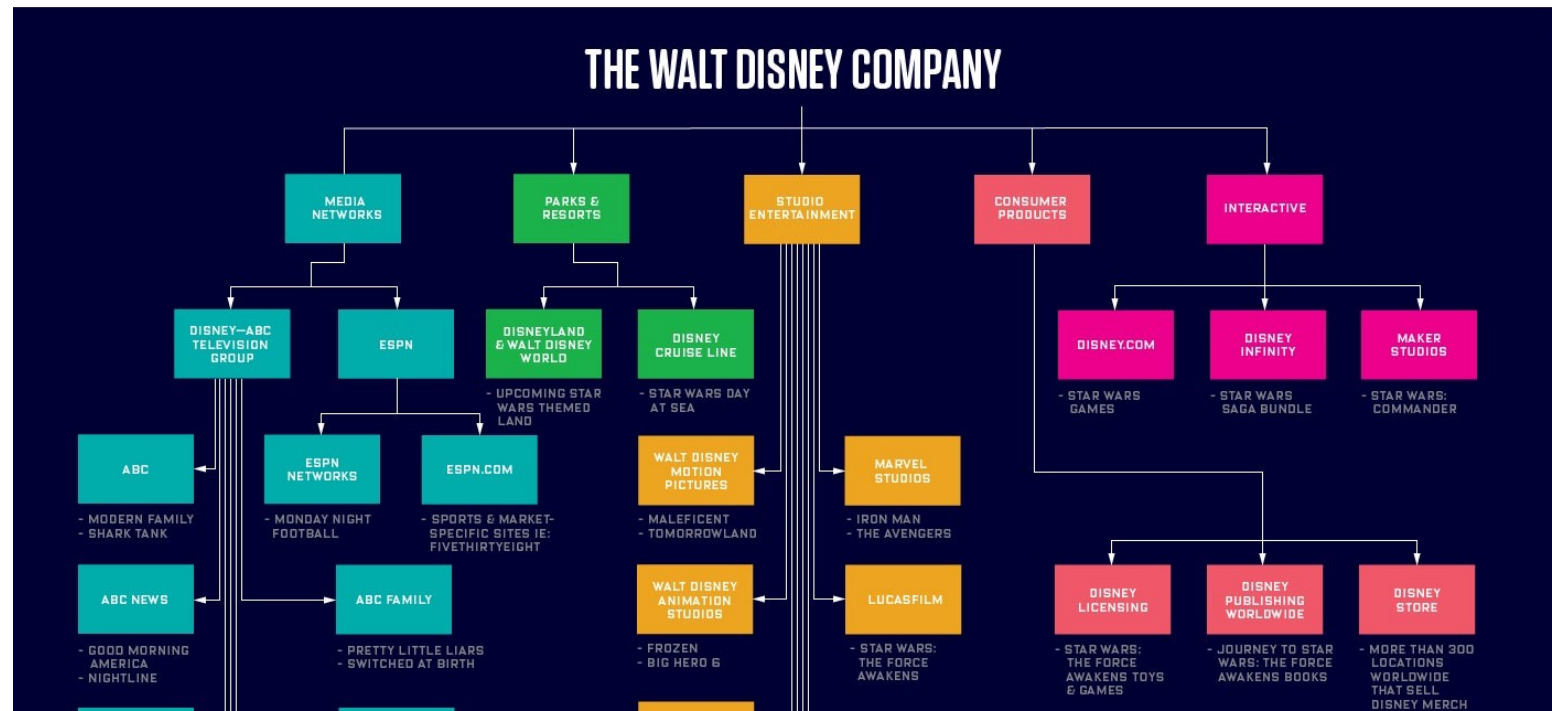 THE WALT DISNEY COMPANY
MEDIA
NETWORKS
PARKS &
RESORTS
STUDIO
ENTERTAINMENT
CONSUMER
PRODUCTS
INTERACTIVE
DISNEY—ABC
TELEVISION
GROUP
ESPN
DISNEYLAND
& WALT DISNEY
WORLD
- UPCOMING STAR
WARS THEMED
LAND
DISNEY
CRUISE LINE
- STAR WARS DAY
AT SEA
DISNEY.COM
- STAR WARS
GAMES
DISNEY
INFINITY
- STAR WARS
SAGA BUNDLE
MAKER
STUDIOS
- STAR WARS:
COMMANDER
ABC
- MODERN FAMILY
- SHARK TANK
ESPN
NETWORKS
- MONDAY NIGHT
FOOTBALL
ESPN.COM
- SPORTS & MARKET-
SPECIFIC SITES IE:
FIVETHIRTYEIGHT
WALT DISNEY
MOTION
PICTURES
- MALEFICENT
- TOMORROWLAND
MARVEL
STUDIOS
- IRON MAN
- THE AVENGERS
ABC NEWS
- GOOD MORNING
AMERICA
- NIGHTLINE
ABC FAMILY
- PRETTY LITTLE LIARS
- SWITCHED AT BIRTH
WALT DISNEY
ANIMATION
STUDIOS
- FROZEN
- BIG HERO 6
LUCASFILM
- STAR WARS:
THE FORCE
AWAKENS
DISNEY
LICENSING
- STAR WARS:
THE FORCE
AWAKENS TOYS
& GAMES
DISNEY
PUBLISHING
WORLDWIDE
- JOURNEY TO STAR
WARS: THE FORCE
AWAKENS BOOKS
DISNEY
STORE
- MORE THAN 300
LOCATIONS
WORLDWIDE
THAT SELL
DISNEY MERCH